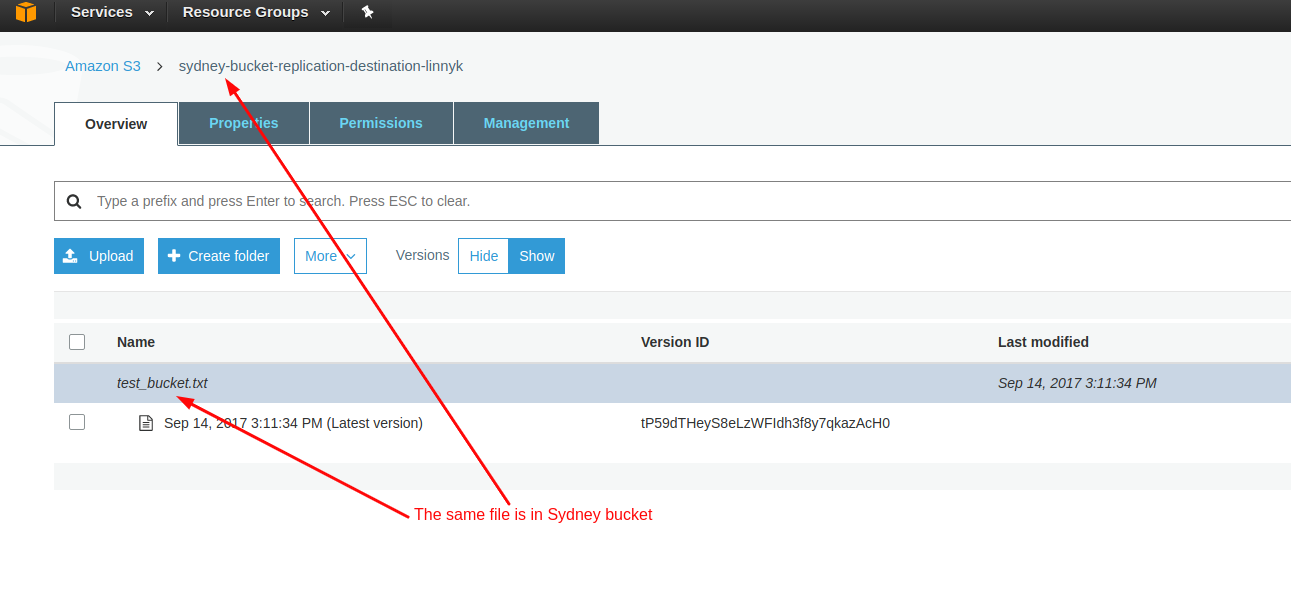 Services Resource Groups
Amazon S3 > sydney-bucket-replication-destination-linnyk
Overview Properties Permissions Management
Type a prefix and press Enter to search. Press ESC to clear.
Upload Create folder More Versions Hide Show
Name Version ID Last modified
test_bucket.txt Sep 14, 2017 3:11:34 PM
Sep 14, 2017 3:11:34 PM (Latest version) tP59dTHeyS8eLzWFIdh3f8y7qkazAcH0
The same file is in Sydney bucket